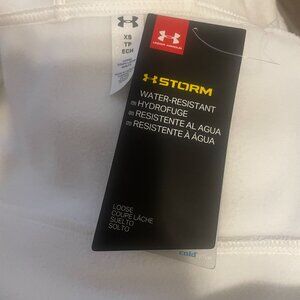 XS
TP
ECH
UNDER ARMOUR
STORM
WATER-RESISTANT
HYDROFUGE
RESISTENTE AL AGUA
RESISTENTE À ÁGUA
LOOSE
COUPE LÂCHE
SUELTO
SOLTO
cold